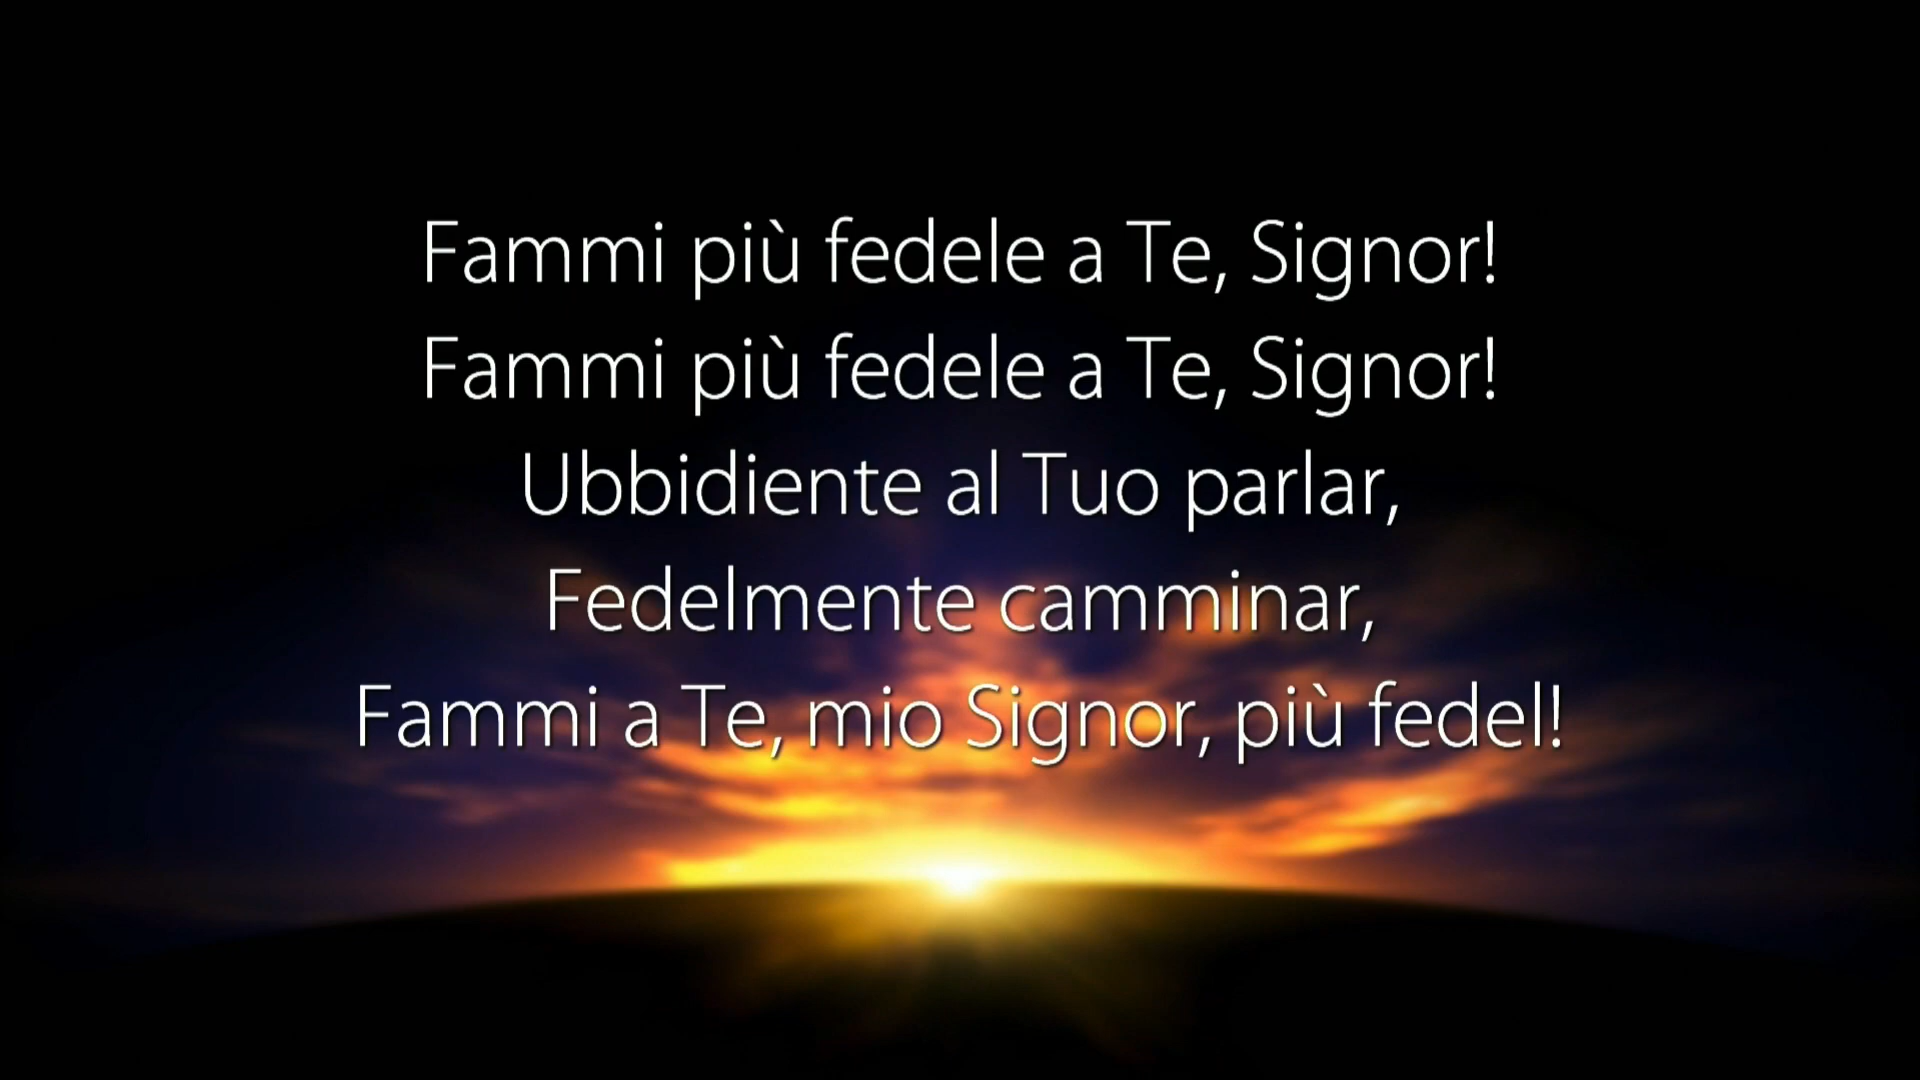 Fammi più fedele a Te, Signor!
Fammi più fedele a Te, Signor!
Ubbidiente al Tuo parlar,
Fedelmente camminar,
Fammi a Te, mio Signor, più fedel!